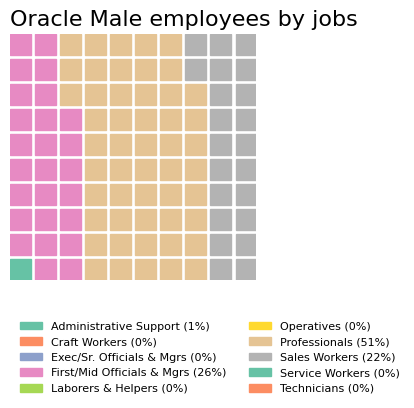 Oracle Male employees by jobs
Administrative Support (1%)
Craft Workers (0%)
Exec/Sr. Officials & Mgrs (0%)
First/Mid Officials & Mgrs (26%)
Laborers & Helpers (0%)
Operatives (0%)
Professionals (51%)
Sales Workers (22%)
Service Workers (0%)
Technicians (0%)